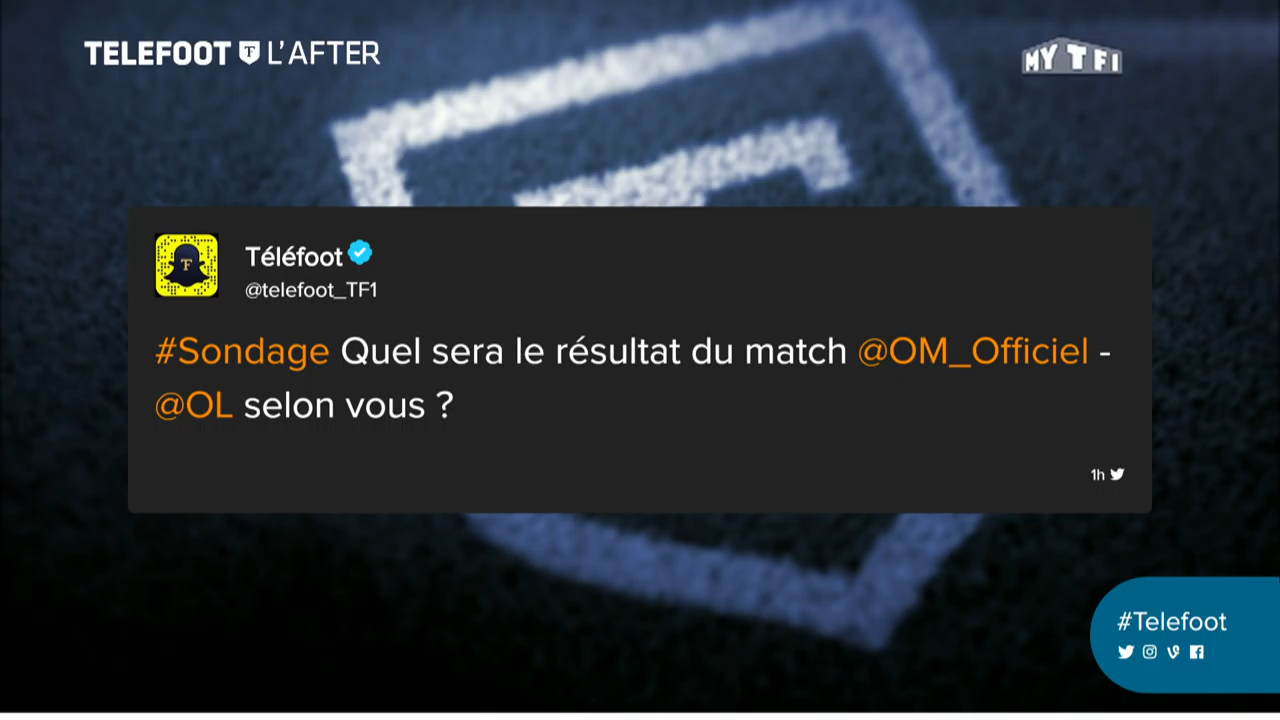 TELEFOOT T L'AFTER
MY TF1
T
Téléfoot
@telefoot_TF1
#Sondage Quel sera le résultat du match @OM_Officiel -
@OL selon vous ?
1h
#Telefoot